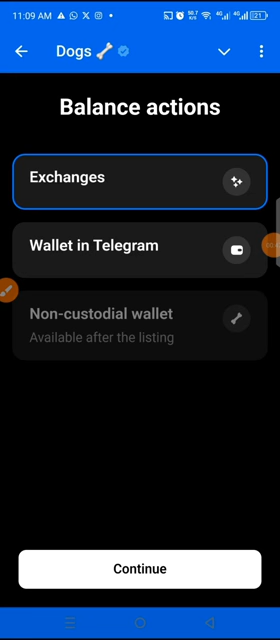 11:09 AM
Dogs 🦴
Balance actions
Exchanges
Wallet in Telegram
Non-custodial wallet
Available after the listing
Continue